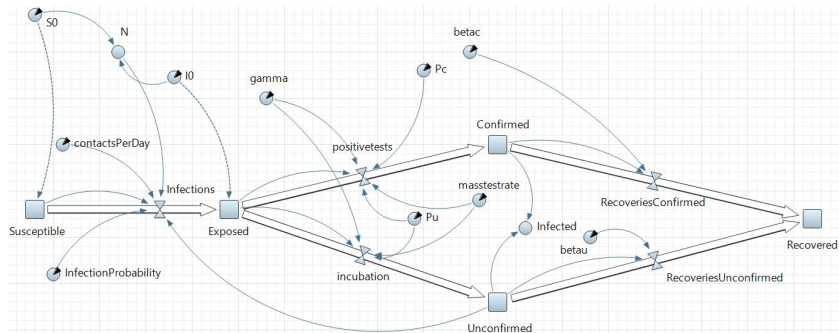 S0
N
I0
betac
gamma
Pc
contactsPerDay
Confirmed
positivetests
Infections
masstestrate
RecoveriesConfirmed
Susceptible
Exposed
Pu
Infected
Recovered
betau
InfectionProbability
incubation
RecoveriesUnconfirmed
Unconfirmed